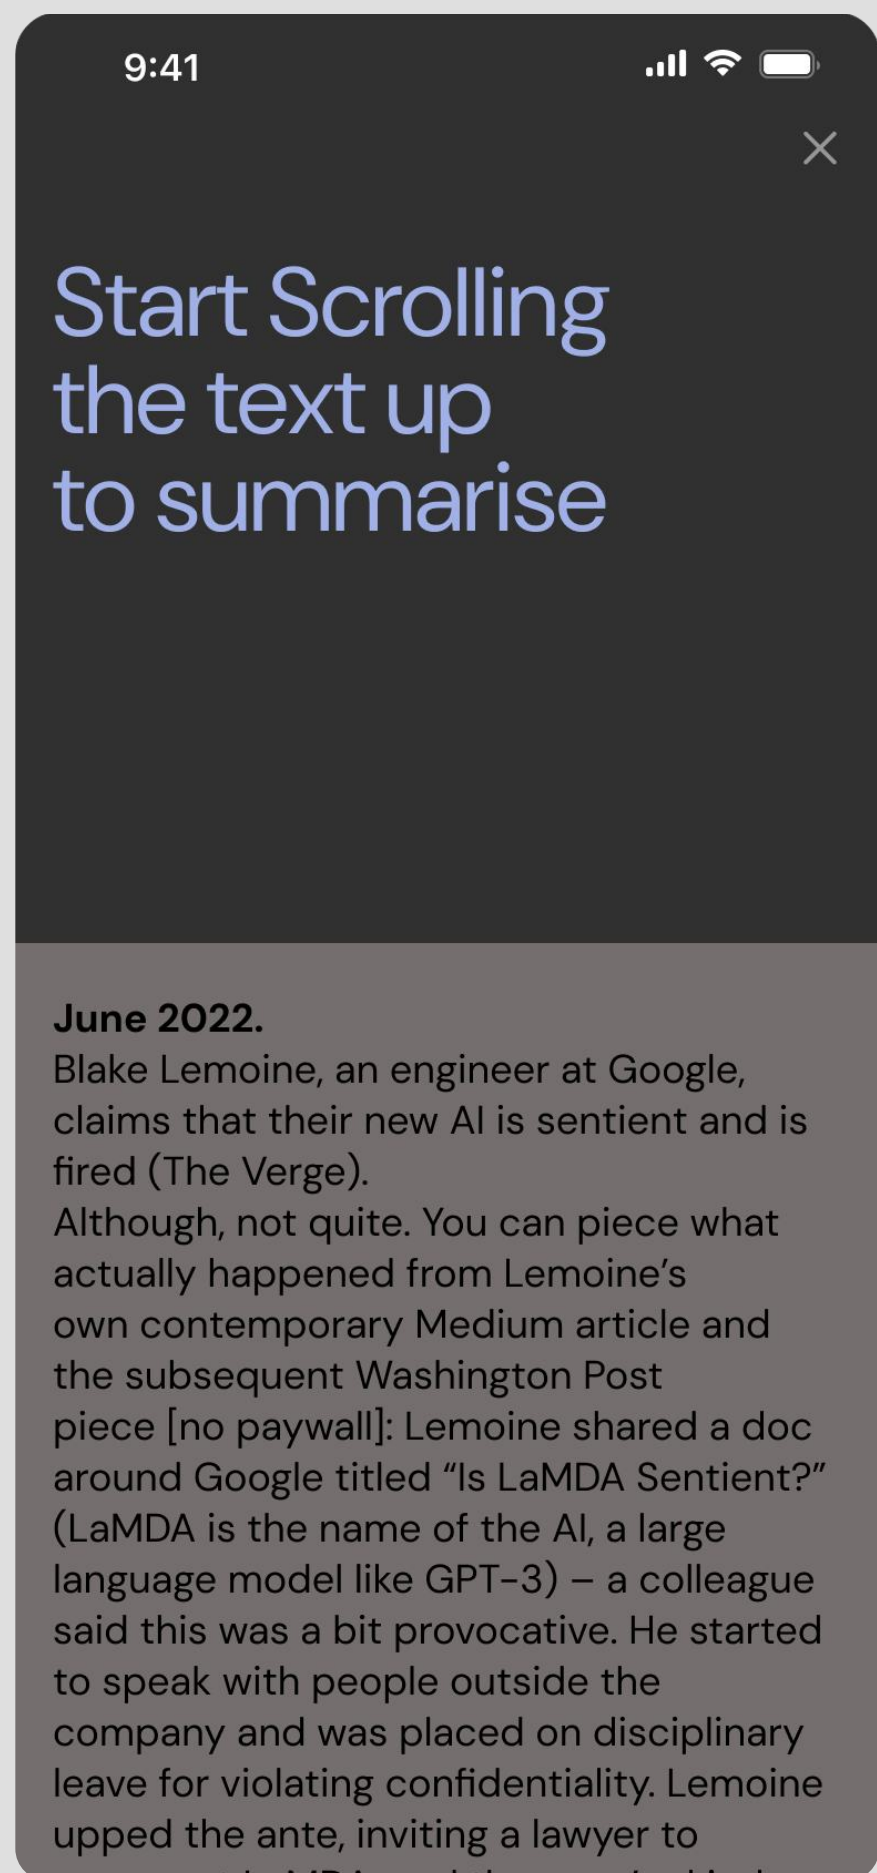 9:41
Start Scrolling
the text up
to summarise
June 2022.
Blake Lemoine, an engineer at Google,
claims that their new AI is sentient and is
fired (The Verge).
Although, not quite. You can piece what
actually happened from Lemoine’s
own contemporary Medium article and
the subsequent Washington Post
piece [no paywall]: Lemoine shared a doc
around Google titled “Is LaMDA Sentient?”
(LaMDA is the name of the AI, a large
language model like GPT-3) – a colleague
said this was a bit provocative. He started
to speak with people outside the
company and was placed on disciplinary
leave for violating confidentiality. Lemoine
upped the ante, inviting a lawyer to